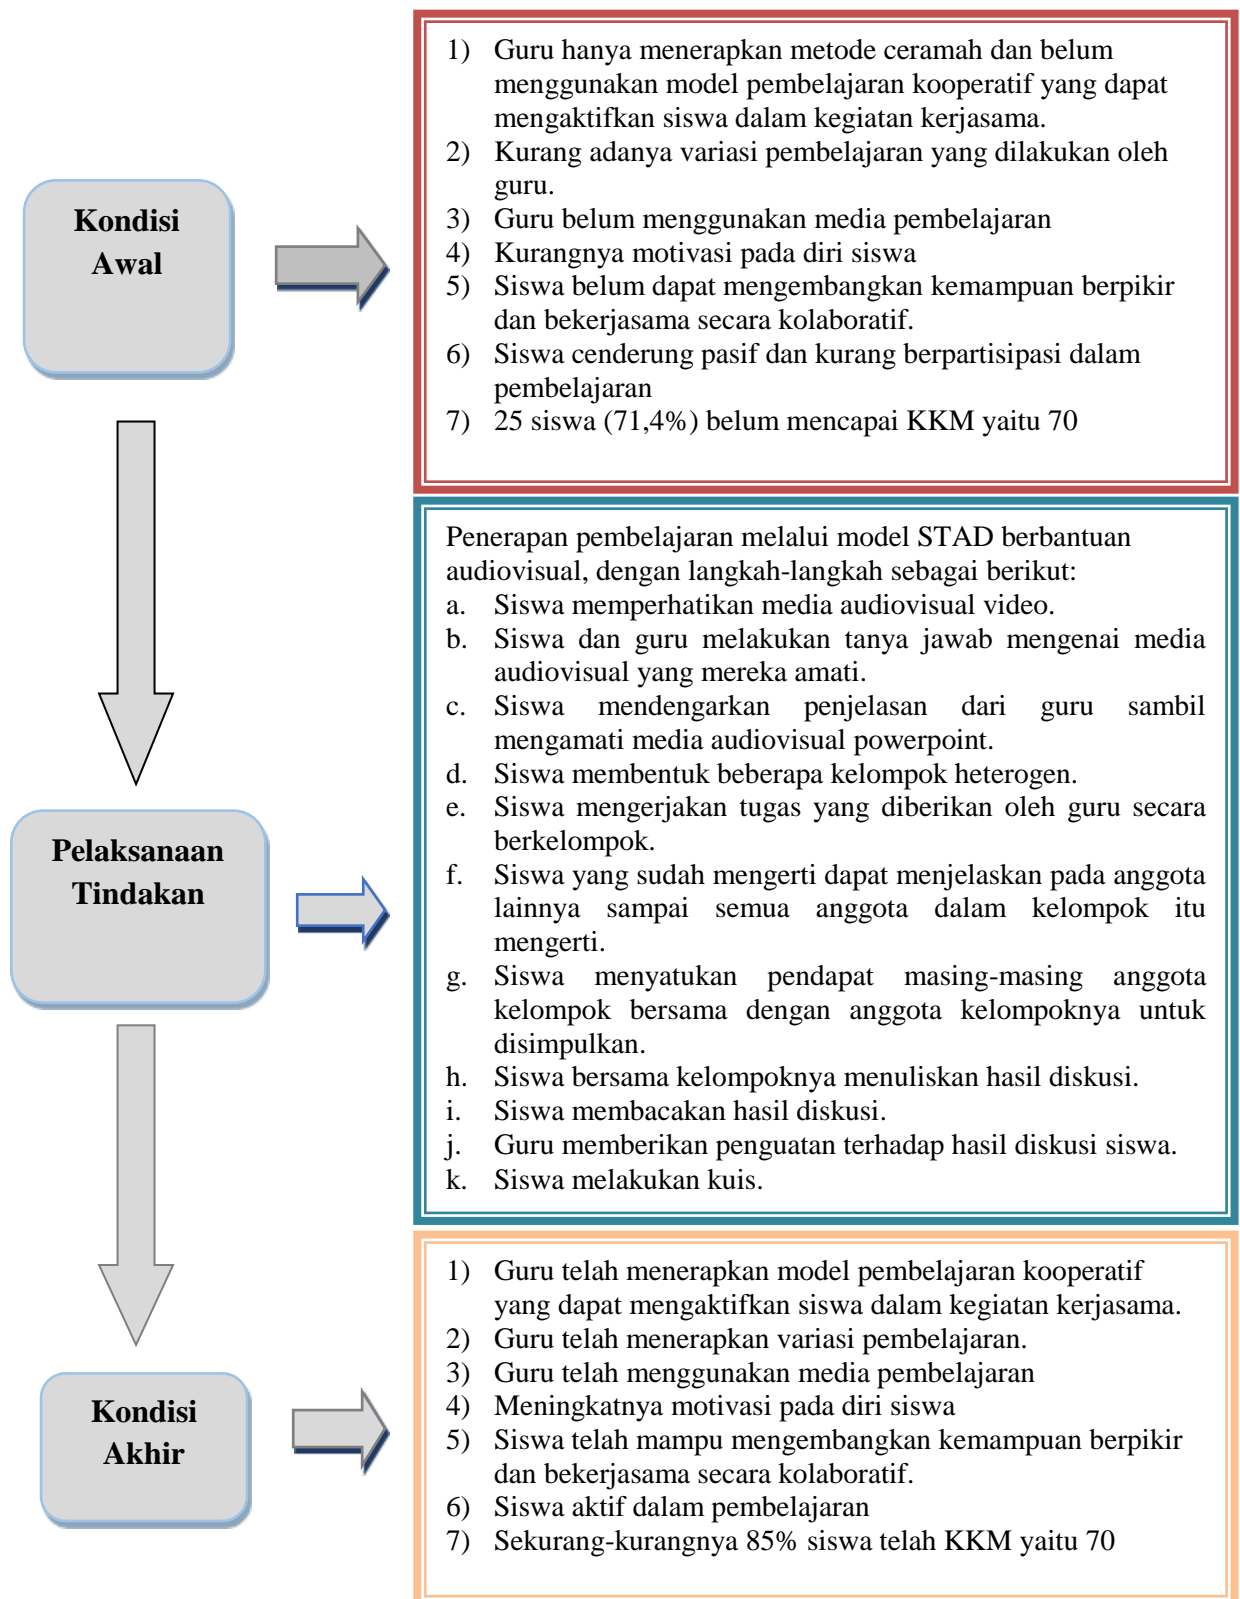 Kondisi
Awal
1) Guru hanya menerapkan metode ceramah dan belum
menggunakan model pembelajaran kooperatif yang dapat
mengaktifkan siswa dalam kegiatan kerjasama.
2) Kurang adanya variasi pembelajaran yang dilakukan oleh
guru.
3) Guru belum menggunakan media pembelajaran
4) Kurangnya motivasi pada diri siswa
5) Siswa belum dapat mengembangkan kemampuan berpikir
dan bekerjasama secara kolaboratif.
6) Siswa cenderung pasif dan kurang berpartisipasi dalam
pembelajaran
7) 25 siswa (71,4%) belum mencapai KKM yaitu 70
Pelaksanaan
Tindakan
Penerapan pembelajaran melalui model STAD berbantuan
audiovisual, dengan langkah-langkah sebagai berikut:
a. Siswa memperhatikan media audiovisual video.
b. Siswa dan guru melakukan tanya jawab mengenai media
audiovisual yang mereka amati.
c. Siswa mendengarkan penjelasan dari guru sambil
mengamati media audiovisual powerpoint.
d. Siswa membentuk beberapa kelompok heterogen.
e. Siswa mengerjakan tugas yang diberikan oleh guru secara
berkelompok.
f. Siswa yang sudah mengerti dapat menjelaskan pada anggota
lainnya sampai semua anggota dalam kelompok itu
mengerti.
g. Siswa menyatukan pendapat masing-masing anggota
kelompok bersama dengan anggota kelompoknya untuk
disimpulkan.
h. Siswa bersama kelompoknya menuliskan hasil diskusi.
i. Siswa membacakan hasil diskusi.
j. Guru memberikan penguatan terhadap hasil diskusi siswa.
k. Siswa melakukan kuis.
Kondisi
Akhir
1) Guru telah menerapkan model pembelajaran kooperatif
yang dapat mengaktifkan siswa dalam kegiatan kerjasama.
2) Guru telah menerapkan variasi pembelajaran.
3) Guru telah menggunakan media pembelajaran
4) Meningkatnya motivasi pada diri siswa
5) Siswa telah mampu mengembangkan kemampuan berpikir
dan bekerjasama secara kolaboratif.
6) Siswa aktif dalam pembelajaran
7) Sekurang-kurangnya 85% siswa telah KKM yaitu 70